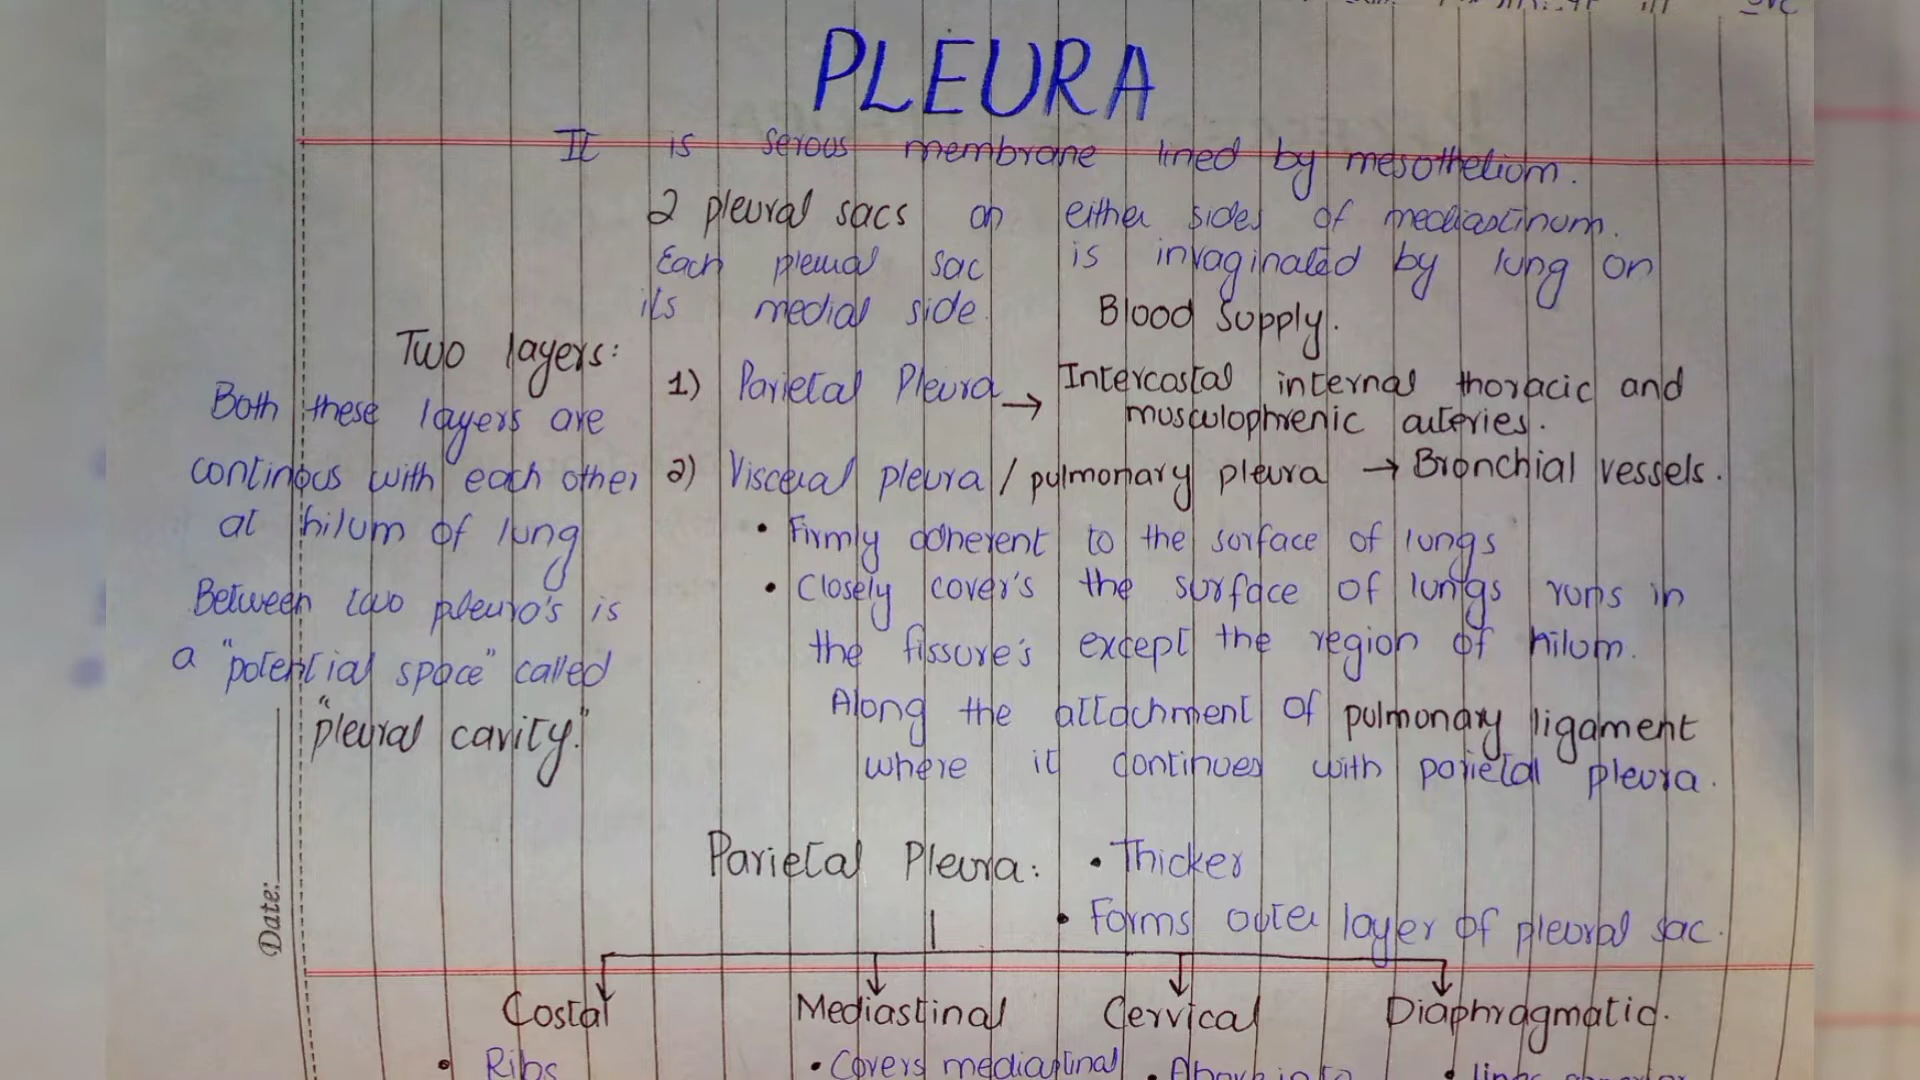 PLEURA
It is serous membrane lined by mesothelium.
2 pleural sacs on either sides of mediastinum.
Each pleural sac is invaginated by lung on
its medial side.
Blood Supply.
Two layers:
1) Parietal Pleura → Intercostal internal thoracic and
musculophrenic arteries.
Both these layers are
continous with each other
at hilum of lung
2) Visceral pleura / pulmonary pleura → Bronchial vessels.
• Firmly adherent to the surface of lungs
• Closely cover's the surface of lungs runs in
the fissure's except the region of hilum.
Between two pleura's is
a "potential space" called
"pleural cavity."
Along the attachment of pulmonary ligament
where it continues with parietal pleura.
Parietal Pleura: • Thicker
• Forms outer layer of pleural sac.
Date:
Costal Mediastinal Cervical Diaphragmatic.
• Ribs • Covers mediastinal